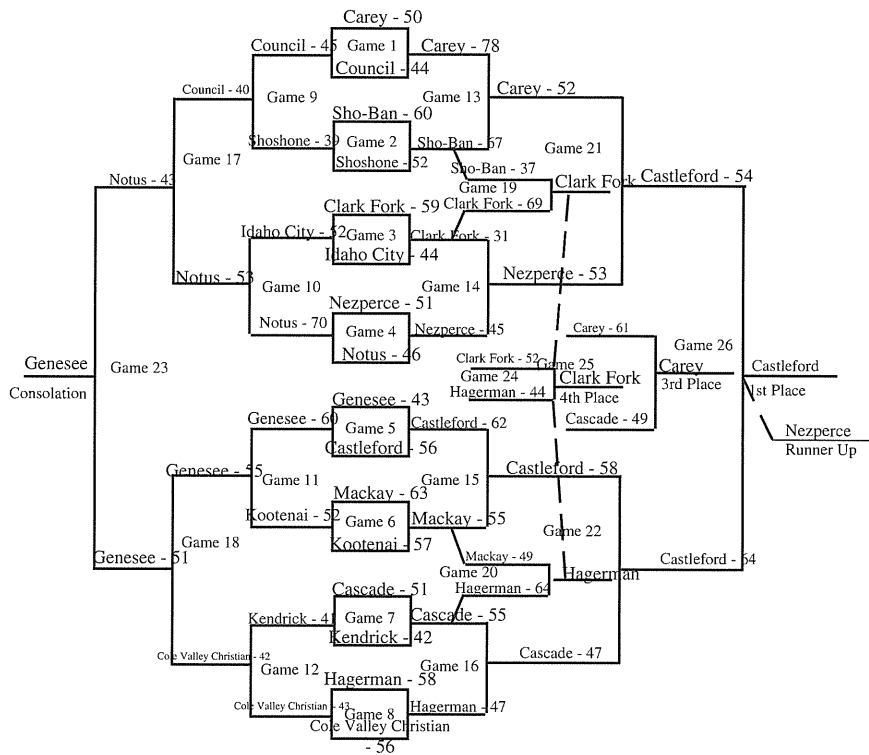 Carey - 50
Council - 45
Game 1
Carey - 78
Council - 44
Council - 40
Game 9
Game 13
Carey - 52
Sho-Ban - 60
Shoshone - 39
Game 2
Sho-Ban - 67
Game 21
Game 17
Shoshone - 52
Sho-Ban - 37
Notus - 43
Game 19
Clark Fork
Castleford - 54
Clark Fork - 59
Clark Fork - 69
Idaho City - 52
Game 3
Clark Fork - 31
Idaho City - 44
Notus - 53
Game 10
Game 14
Nezperce - 53
Nezperce - 51
Notus - 70
Game 4
Nezperce - 45
Carey - 61
Notus - 46
Game 26
Genesee
Game 23
Clark Fork - 52
Game 25
Carey
Castleford
Consolation
Game 24
Clark Fork
3rd Place
1st Place
Hagerman - 44
4th Place
Genesee - 43
Genesee - 60
Game 5
Castleford - 62
Cascade - 49
Nezperce
Castleford - 56
Runner Up
Genesee - 55
Game 11
Game 15
Castleford - 58
Mackay - 63
Kootenai - 52
Game 6
Mackay - 55
Game 22
Game 18
Kootenai - 57
Genesee - 51
Mackay - 49
Castleford - 64
Game 20
Hagerman
Cascade - 51
Hagerman - 64
Kendrick - 41
Game 7
Cascade - 55
Kendrick - 42
Cole Valley Christian - 42
Game 12
Game 16
Cascade - 47
Hagerman - 58
Cole Valley Christian - 43
Game 8
Hagerman - 47
Cole Valley Christian
- 56